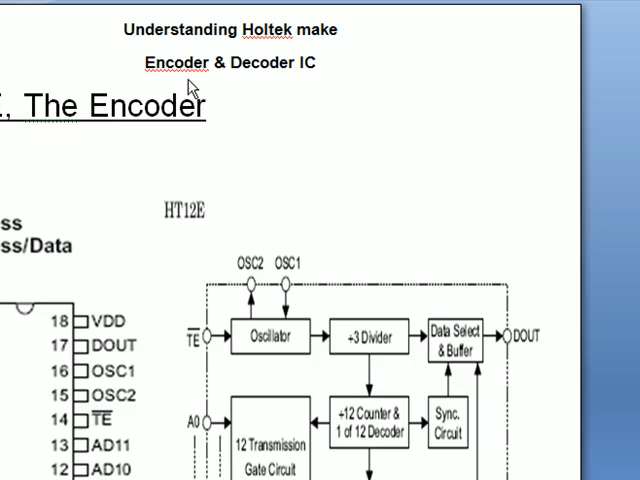 Understanding Holtek make
Encoder & Decoder IC
E, The Encoder
HT12E
ss
ss/Data
OSC2 OSC1
18 VDD
17 DOUT
16 OSC1
15 OSC2
14 TE
13 AD11
12 AD10
TE
Oscillator
÷3 Divider
Data Select
& Buffer
DOUT
A0
12 Transmission
Gate Circuit
÷12 Counter &
1 of 12 Decoder
Sync.
Circuit